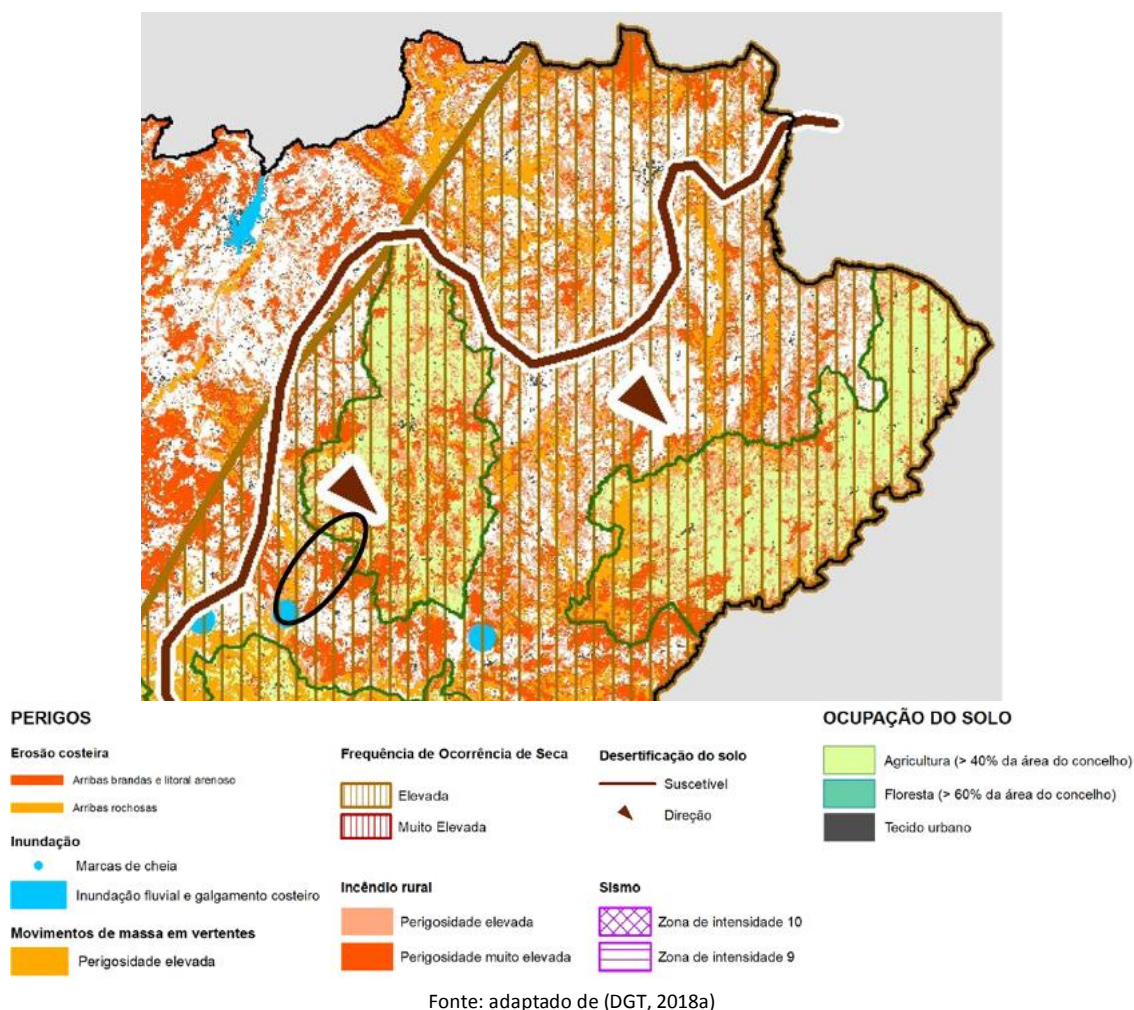 PERIGOS
Erosão costeira
Arribas brandas e litoral arenoso
Arribas rochosas
Inundação
Marcas de cheia
Inundação fluvial e galgamento costeiro
Movimentos de massa em vertentes
Perigosidade elevada
Frequência de Ocorrência de Seca
Elevada
Muito Elevada
Incêndio rural
Perigosidade elevada
Perigosidade muito elevada
Desertificação do solo
Suscetível
Direção
Sismo
Zona de intensidade 10
Zona de intensidade 9
OCUPAÇÃO DO SOLO
Agricultura (> 40% da área do concelho)
Floresta (> 60% da área do concelho)
Tecido urbano
Fonte: adaptado de (DGT, 2018a)